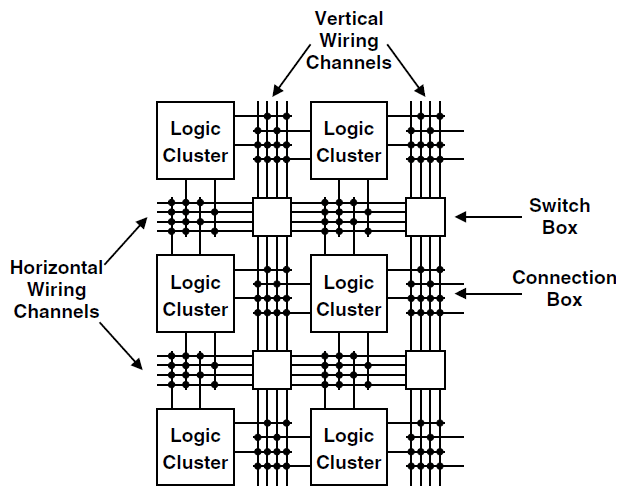 Vertical
Wiring
Channels
Logic
Cluster
Logic
Cluster
Switch
Box
Horizontal
Wiring
Channels
Logic
Cluster
Logic
Cluster
Connection
Box
Logic
Cluster
Logic
Cluster